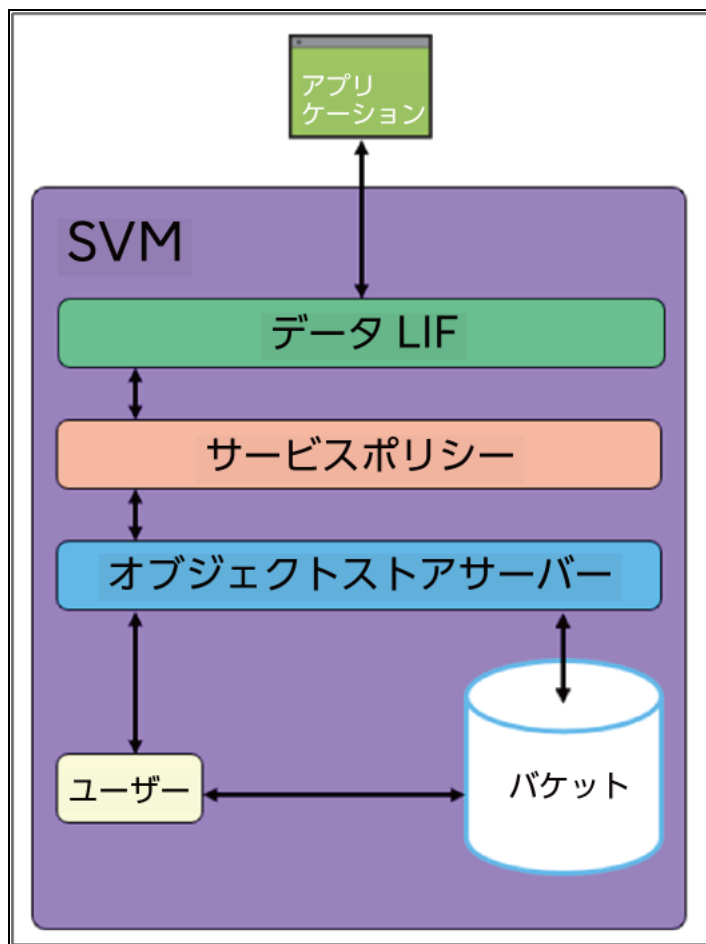 アプリ
ケーション
SVM
データ LIF
サービスポリシー
オブジェクトストアサーバー
ユーザー
バケット